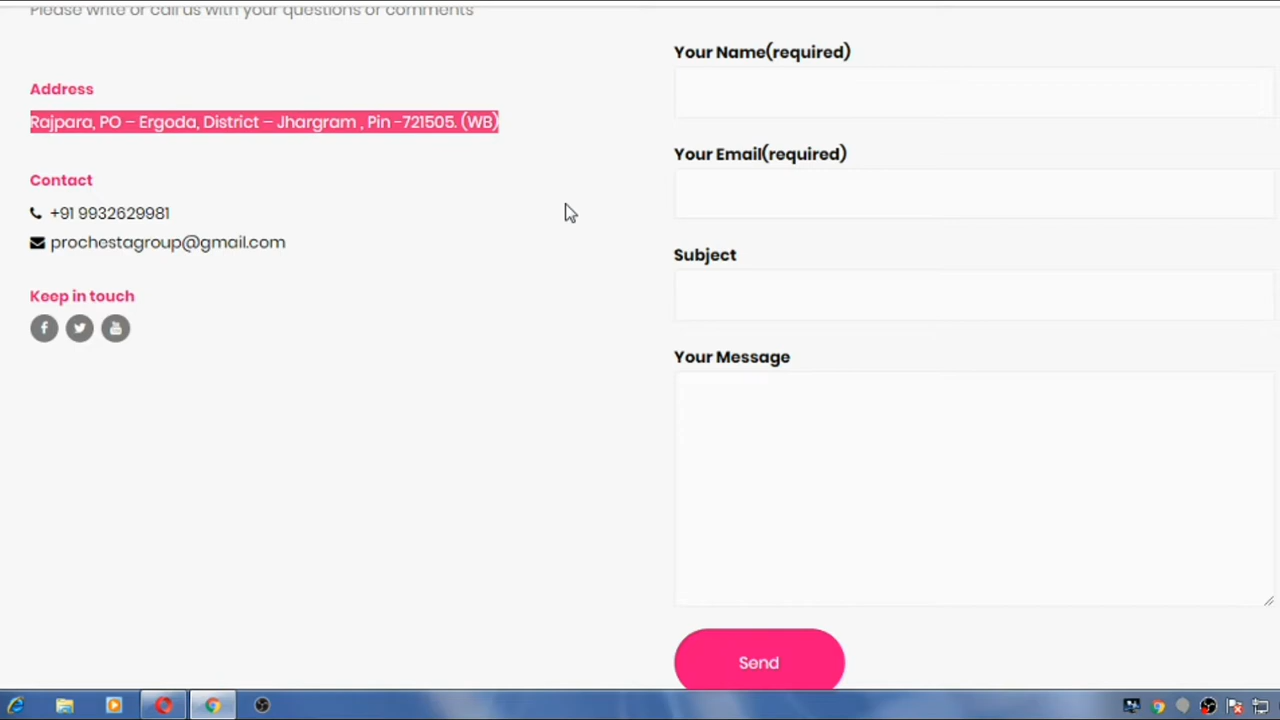 Please write or call us with your questions or comments
Address
Rajpara, PO – Ergoda, District – Jhargram , Pin -721505. (WB)
Contact
+91 9932629981
prochestagroup@gmail.com
Keep in touch
Your Name(required)
Your Email(required)
Subject
Your Message
Send